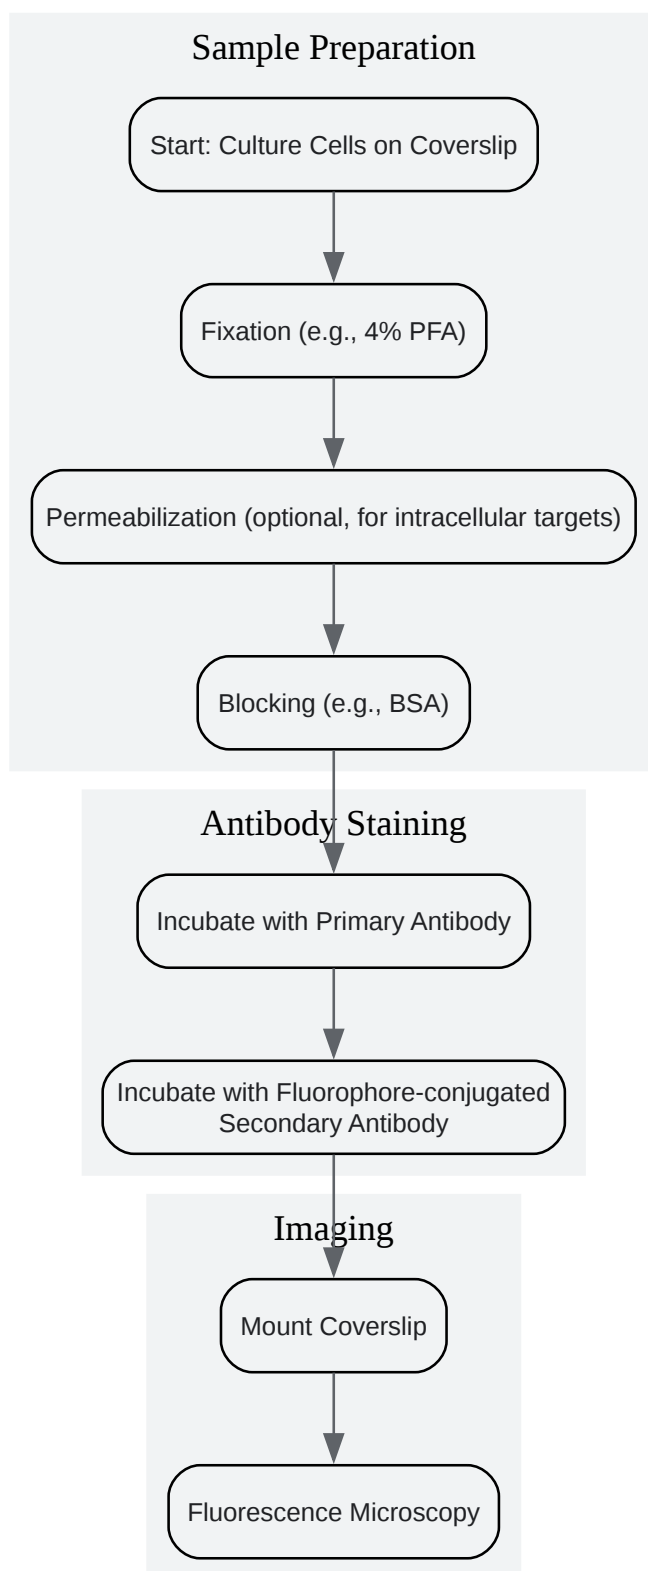 Sample Preparation
Start: Culture Cells on Coverslip
Fixation (e.g., 4% PFA)
Permeabilization (optional, for intracellular targets)
Blocking (e.g., BSA)
Antibody Staining
Incubate with Primary Antibody
Incubate with Fluorophore-conjugated
Secondary Antibody
Imaging
Mount Coverslip
Fluorescence Microscopy